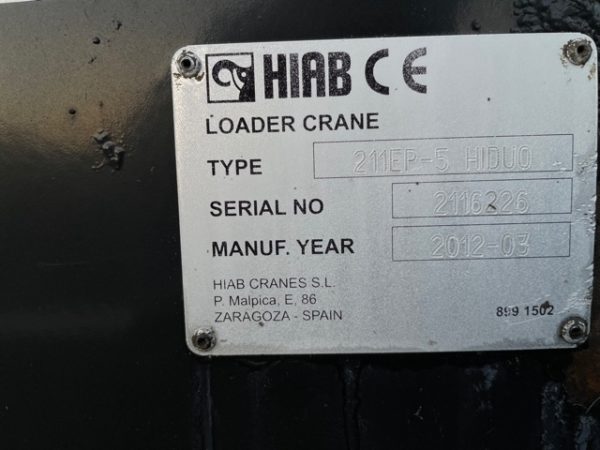 HIAB CE
LOADER CRANE
TYPE 211EP-5 HIDUO
SERIAL NO 2116226
MANUF. YEAR 2012-03
HIAB CRANES S.L.
P. Malpica, E, 86
ZARAGOZA - SPAIN
899 1502